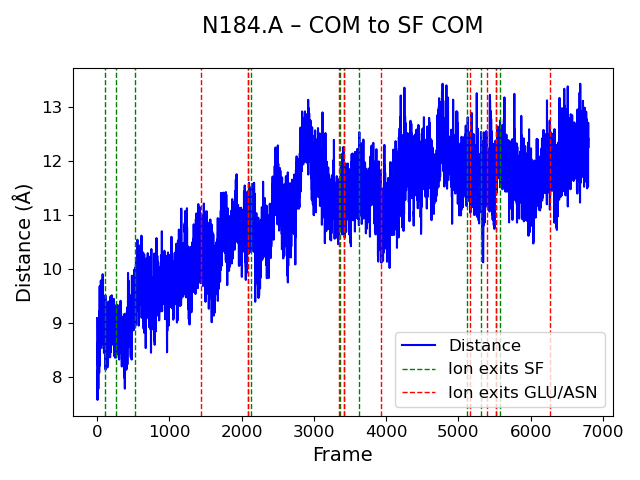 N184.A – COM to SF COM
Distance (Å)
13
12
11
10
9
8
Distance
Ion exits SF
Ion exits GLU/ASN
0 1000 2000 3000 4000 5000 6000 7000
Frame